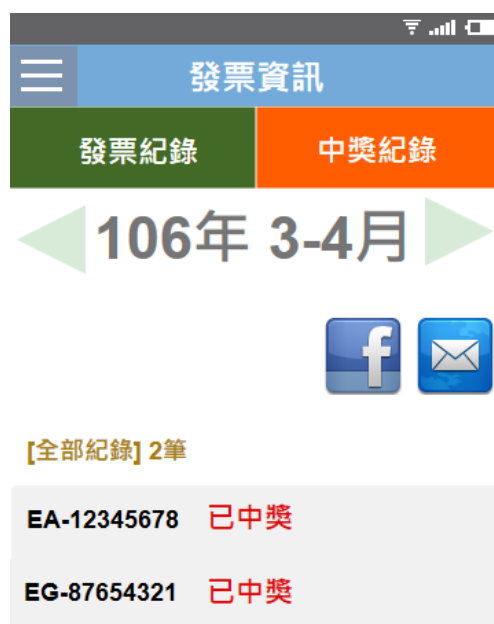 發票資訊
發票紀錄 中獎紀錄
106年 3-4月
f
[全部紀錄] 2筆
EA-12345678 已中獎
EG-87654321 已中獎